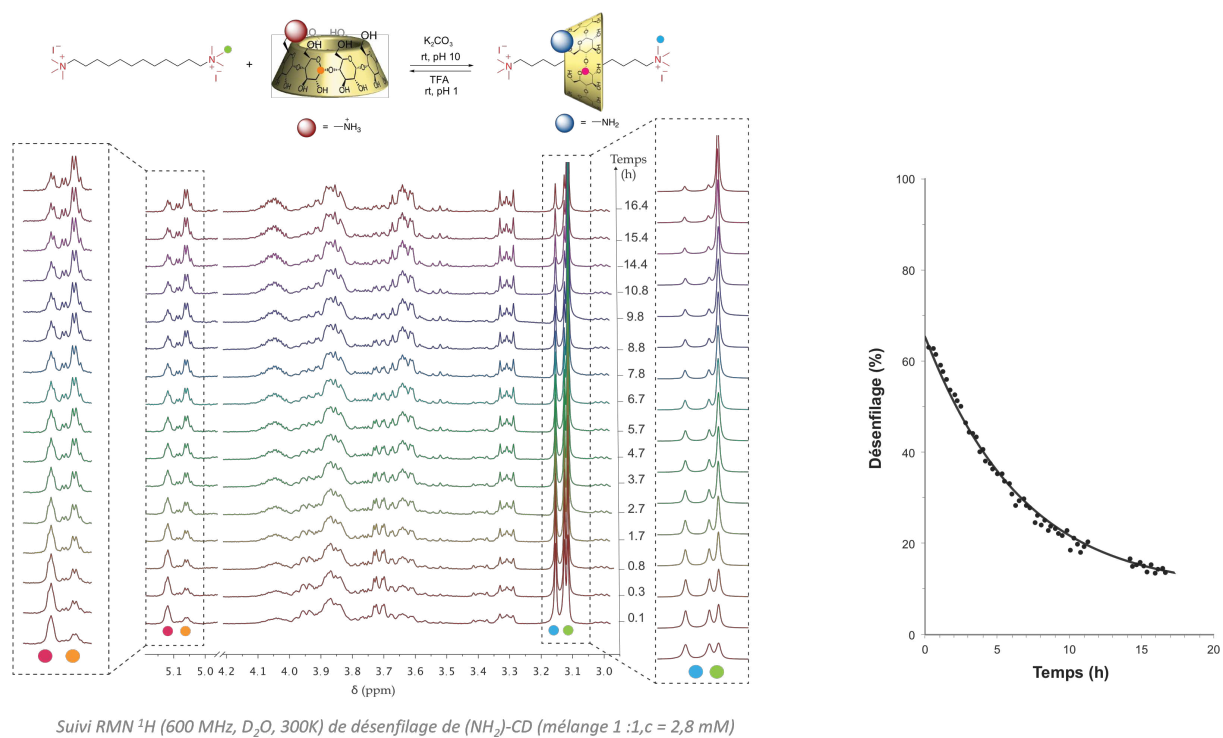 I⁻
N⁺
+
NH₃⁺
K₂CO₃
rt, pH 10
TFA
rt, pH 1
I⁻
N⁺
N⁺
I⁻
= —NH₃⁺
= —NH₂
Temps
(h)
16.4
15.4
14.4
10.8
9.8
8.8
7.8
6.7
5.7
4.7
3.7
2.7
1.7
0.8
0.3
0.1
5.1 5.0 4.2 4.1 4.0 3.9 3.8 3.7 3.6 3.5 3.4 3.3 3.2 3.1 3.0
δ (ppm)
100
80
60
40
20
0
Désenfilage (%)
0 5 10 15 20
Temps (h)
Suivi RMN ¹H (600 MHz, D₂O, 300K) de désenfilage de (NH₂)-CD (mélange 1 :1,c = 2,8 mM)